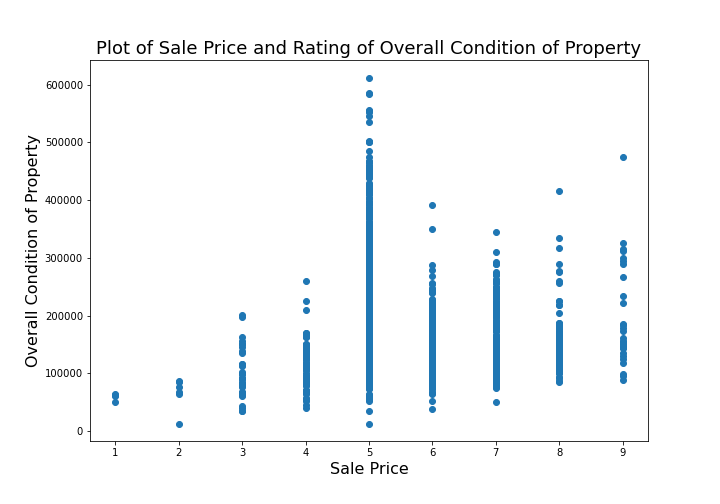 Plot of Sale Price and Rating of Overall Condition of Property
Overall Condition of Property
600000
500000
400000
300000
200000
100000
0
1 2 3 4 5 6 7 8 9
Sale Price